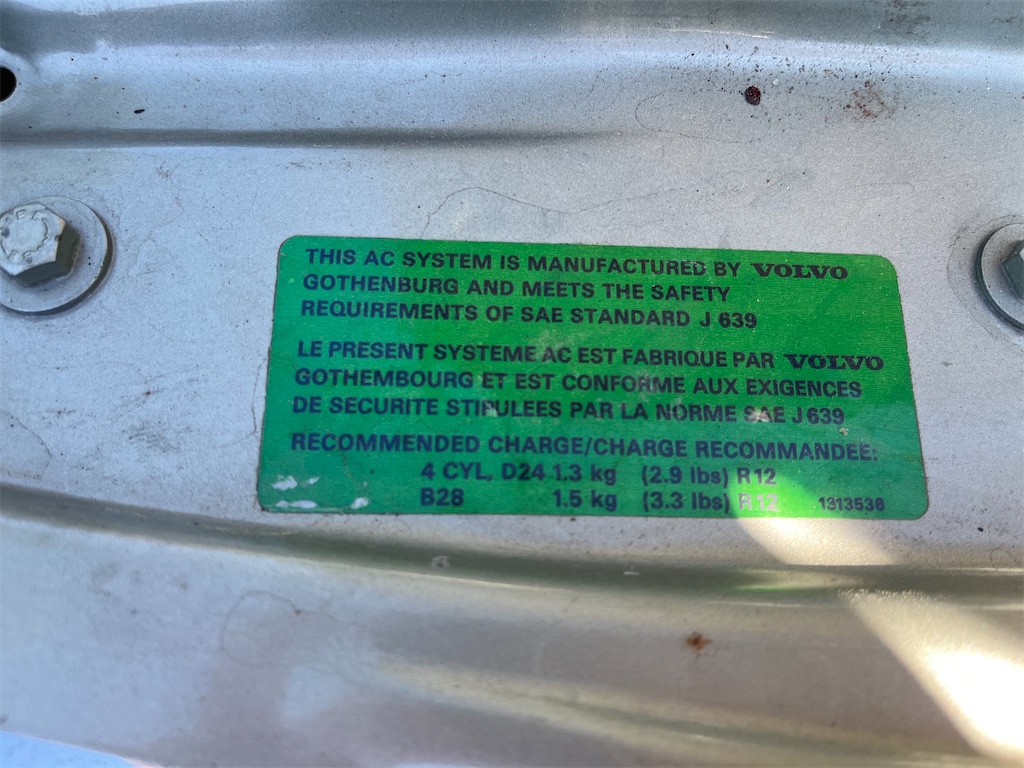 THIS AC SYSTEM IS MANUFACTURED BY VOLVO
GOTHENBURG AND MEETS THE SAFETY
REQUIREMENTS OF SAE STANDARD J 639
LE PRESENT SYSTEME AC EST FABRIQUE PAR VOLVO
GOTHEMBOURG ET EST CONFORME AUX EXIGENCES
DE SECURITE STIPULEES PAR LA NORME SAE J 639
RECOMMENDED CHARGE/CHARGE RECOMMANDEE:
4 CYL, D24 1.3 kg (2.9 lbs) R12
B28 1.5 kg (3.3 lbs) R12 1313536